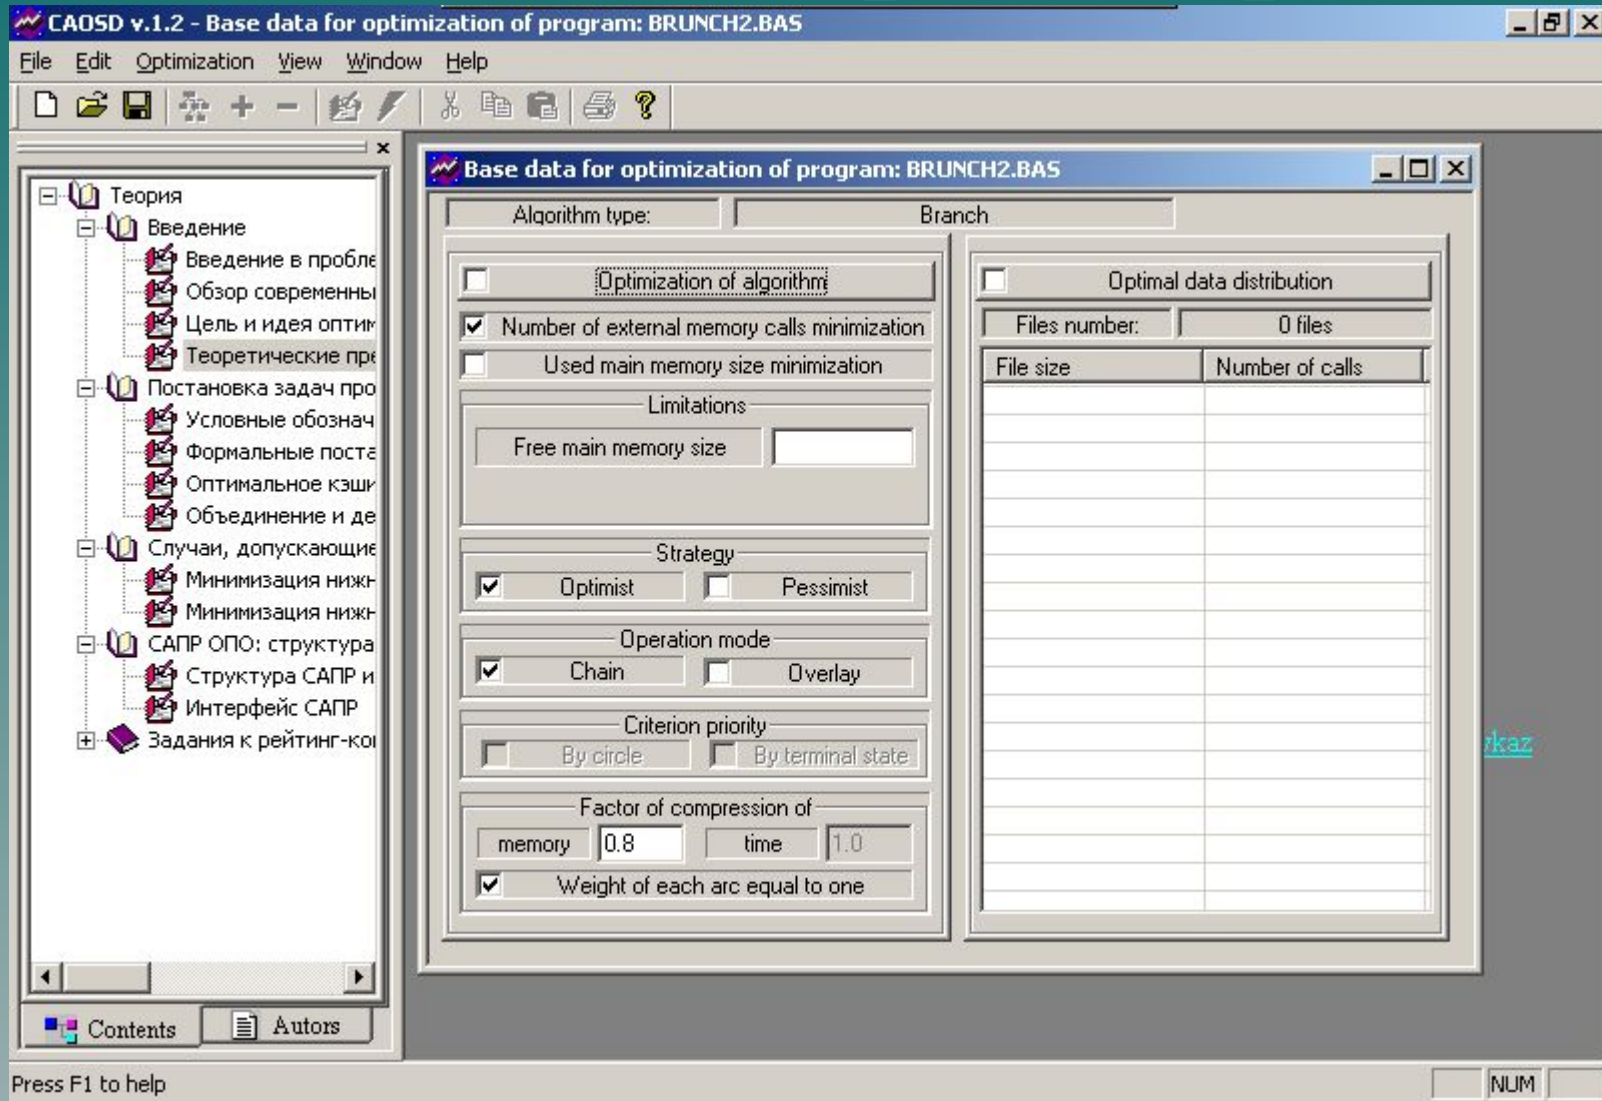 CAOSD v.1.2 - Base data for optimization of program: BRUNCH2.BAS
File Edit Optimization View Window Help
Теория
Введение
Введение в пробле
Обзор современны
Цель и идея оптим
Теоретические пре
Постановка задач про
Условные обознач
Формальные поста
Оптимальное кэши
Объединение и де
Случаи, допускающие
Минимизация нижн
Минимизация нижн
САПР ОПО: структура
Структура САПР и
Интерфейс САПР
Задания к рейтинг-ко
Contents Autors
Base data for optimization of program: BRUNCH2.BAS
Algorithm type: Branch
Optimization of algorithm
Number of external memory calls minimization
Used main memory size minimization
Limitations
Free main memory size
Strategy
Optimist Pessimist
Operation mode
Chain Overlay
Criterion priority
By circle By terminal state
Factor of compression of
memory 0.8 time 1.0
Weight of each arc equal to one
Optimal data distribution
Files number: 0 files
File size Number of calls
kaz
Press F1 to help NUM